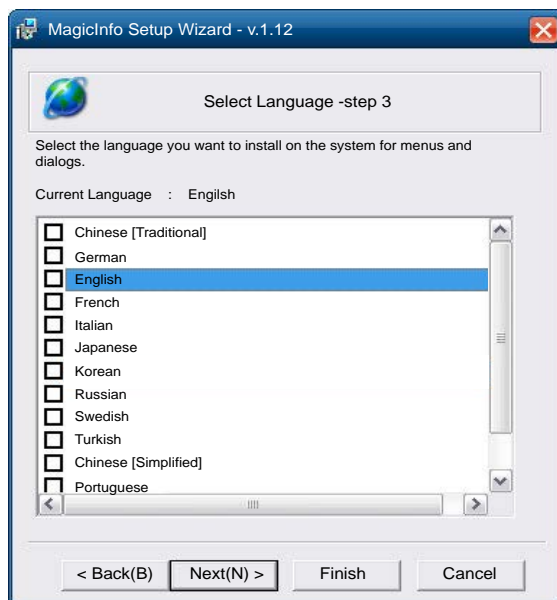 MagicInfo Setup Wizard - v.1.12
Select Language -step 3
Select the language you want to install on the system for menus and
dialogs.
Current Language : Engilsh
Chinese [Traditional]
German
English
French
Italian
Japanese
Korean
Russian
Swedish
Turkish
Chinese [Simplified]
Portuguese
< Back(B) Next(N) > Finish Cancel